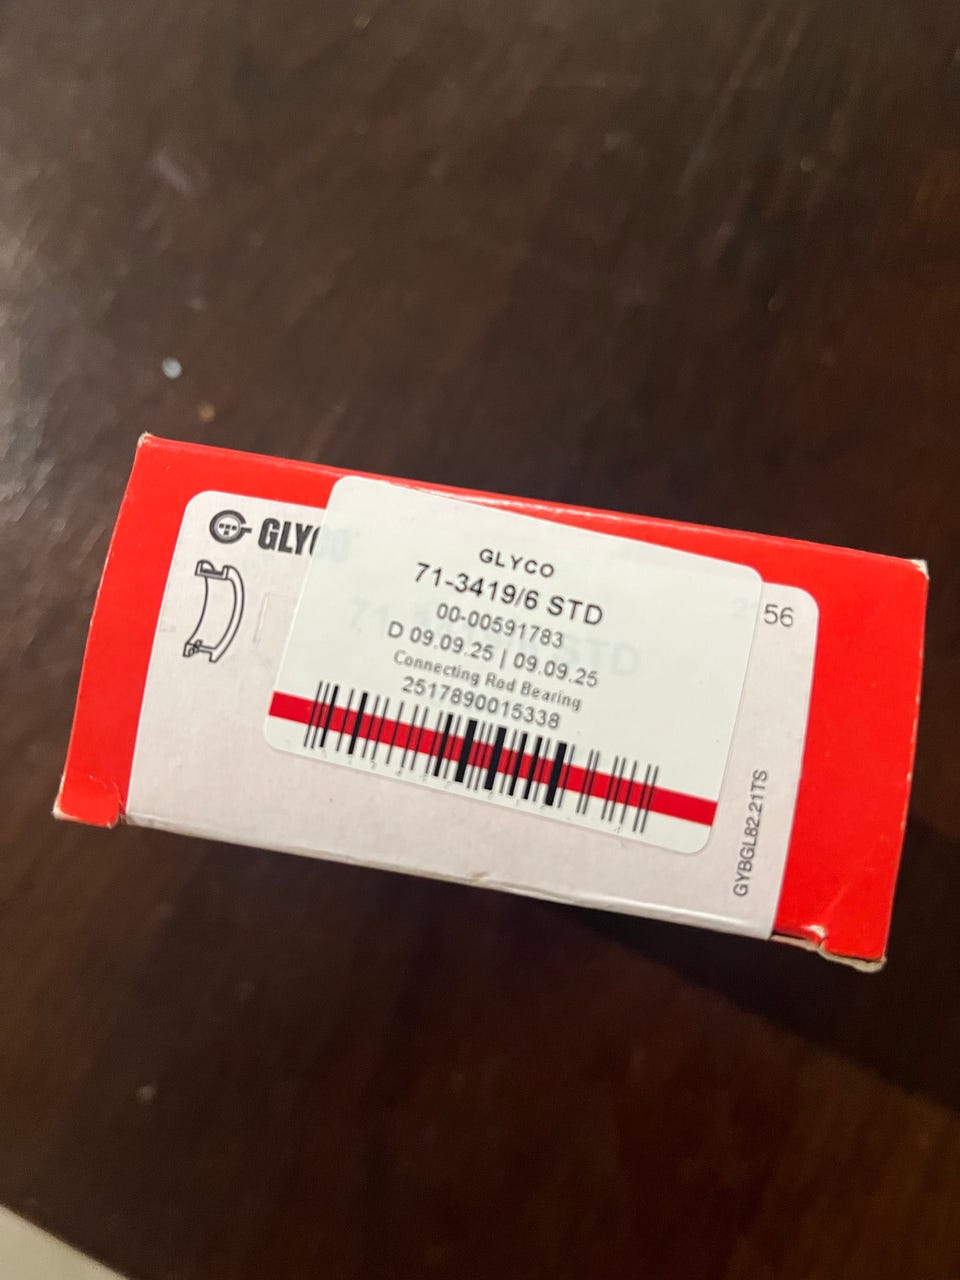 GLY
GLYCO
71-3419/6 STD
00-00591783
D 09.09.25 | 09.09.25
Connecting Rod Bearing
2517890015338
56
GYBGL82.21TS